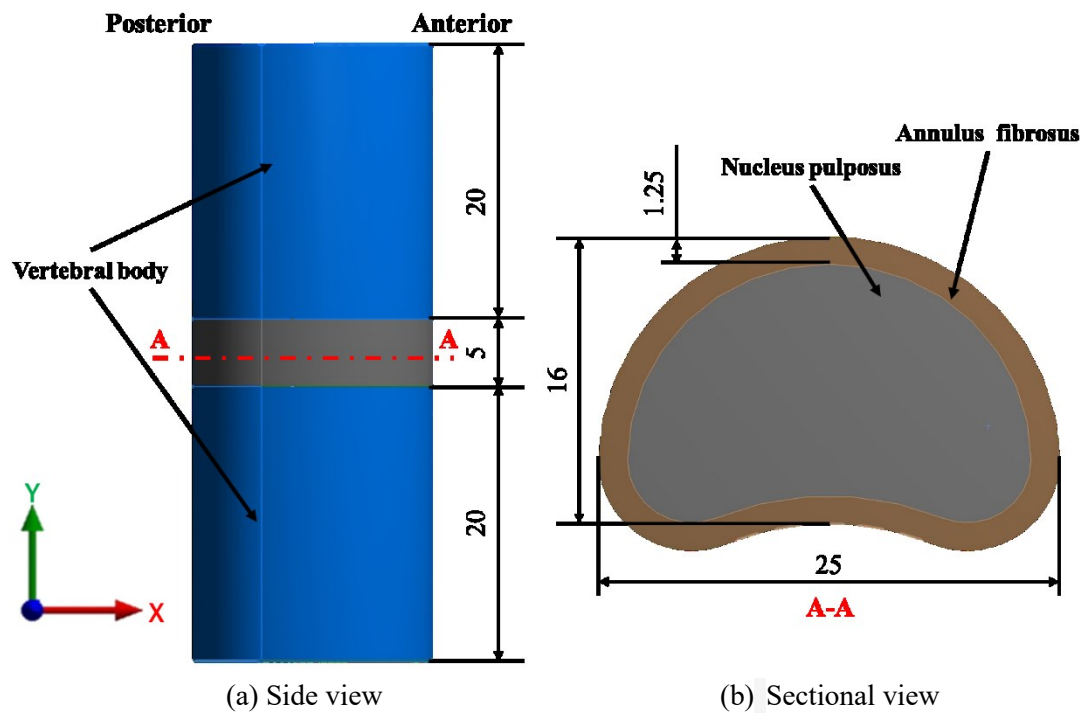 Posterior
Anterior
Vertebral body
A
A
20
5
20
Y
X
(a) Side view
Annulus fibrosus
Nucleus pulposus
1.25
16
25
A-A
(b) Sectional view